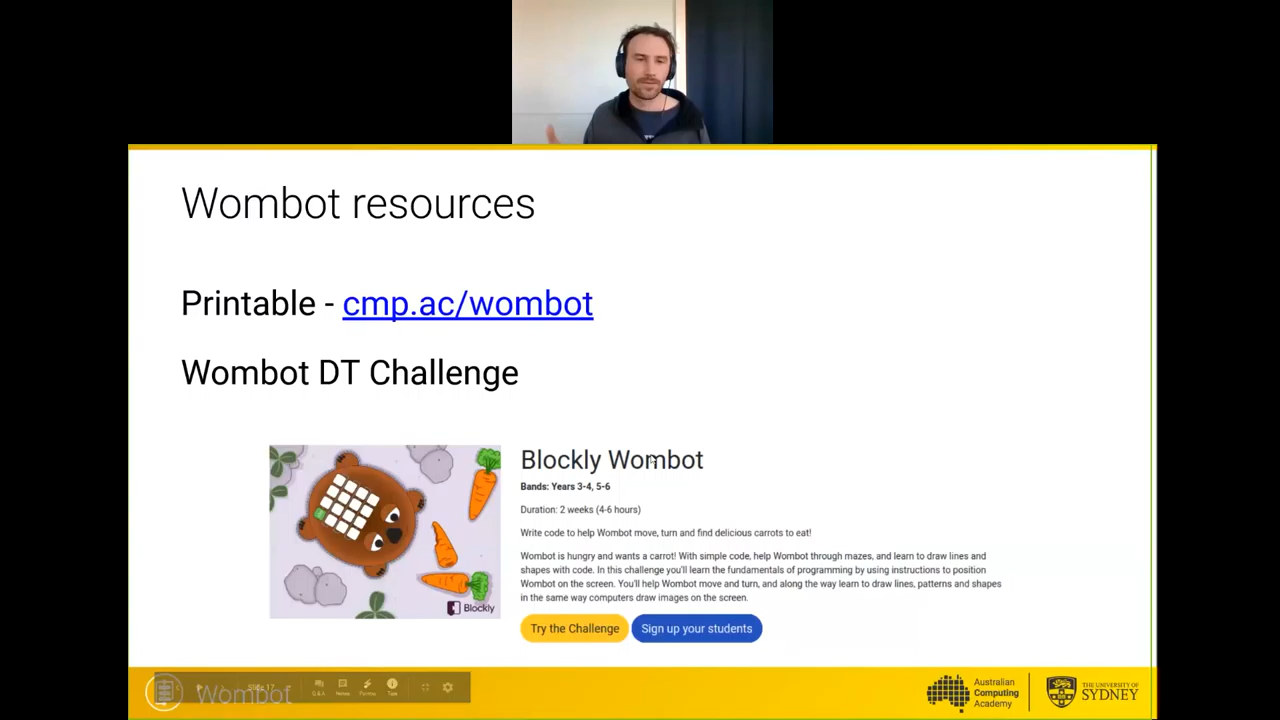 Wombot resources
Printable - cmp.ac/wombot
Wombot DT Challenge
Blockly Wombot
Bands: Years 3-4, 5-6
Duration: 2 weeks (4-6 hours)
Write code to help Wombot move, turn and find delicious carrots to eat!
Wombot is hungry and wants a carrot! With simple code, help Wombot through mazes, and learn to draw lines and
shapes with code. In this challenge you'll learn the fundamentals of programming by using instructions to position
Wombot on the screen. You'll help Wombot move and turn, and along the way learn to draw lines, patterns and shapes
in the same way computers draw images on the screen.
Blockly
Try the Challenge
Sign up your students
Slide 17
Q&A
Notes
Wombot
Australian
Computing
Academy
THE UNIVERSITY OF
SYDNEY